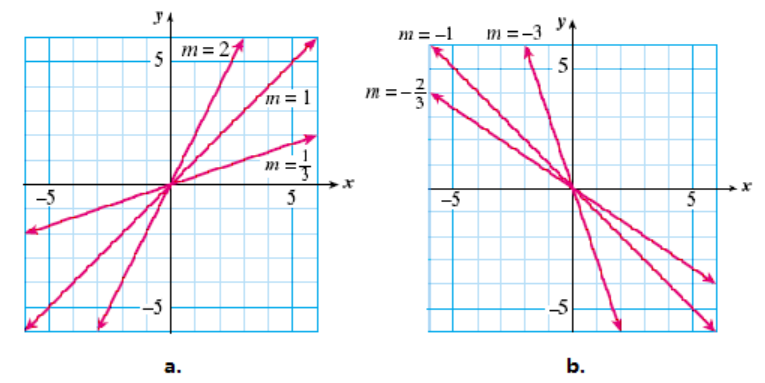 y
m = 2
5
m = 1
m = 1/3
x
–5
5
–5
a.
m = –1
m = –3
y
5
m = –2/3
x
–5
5
–5
b.